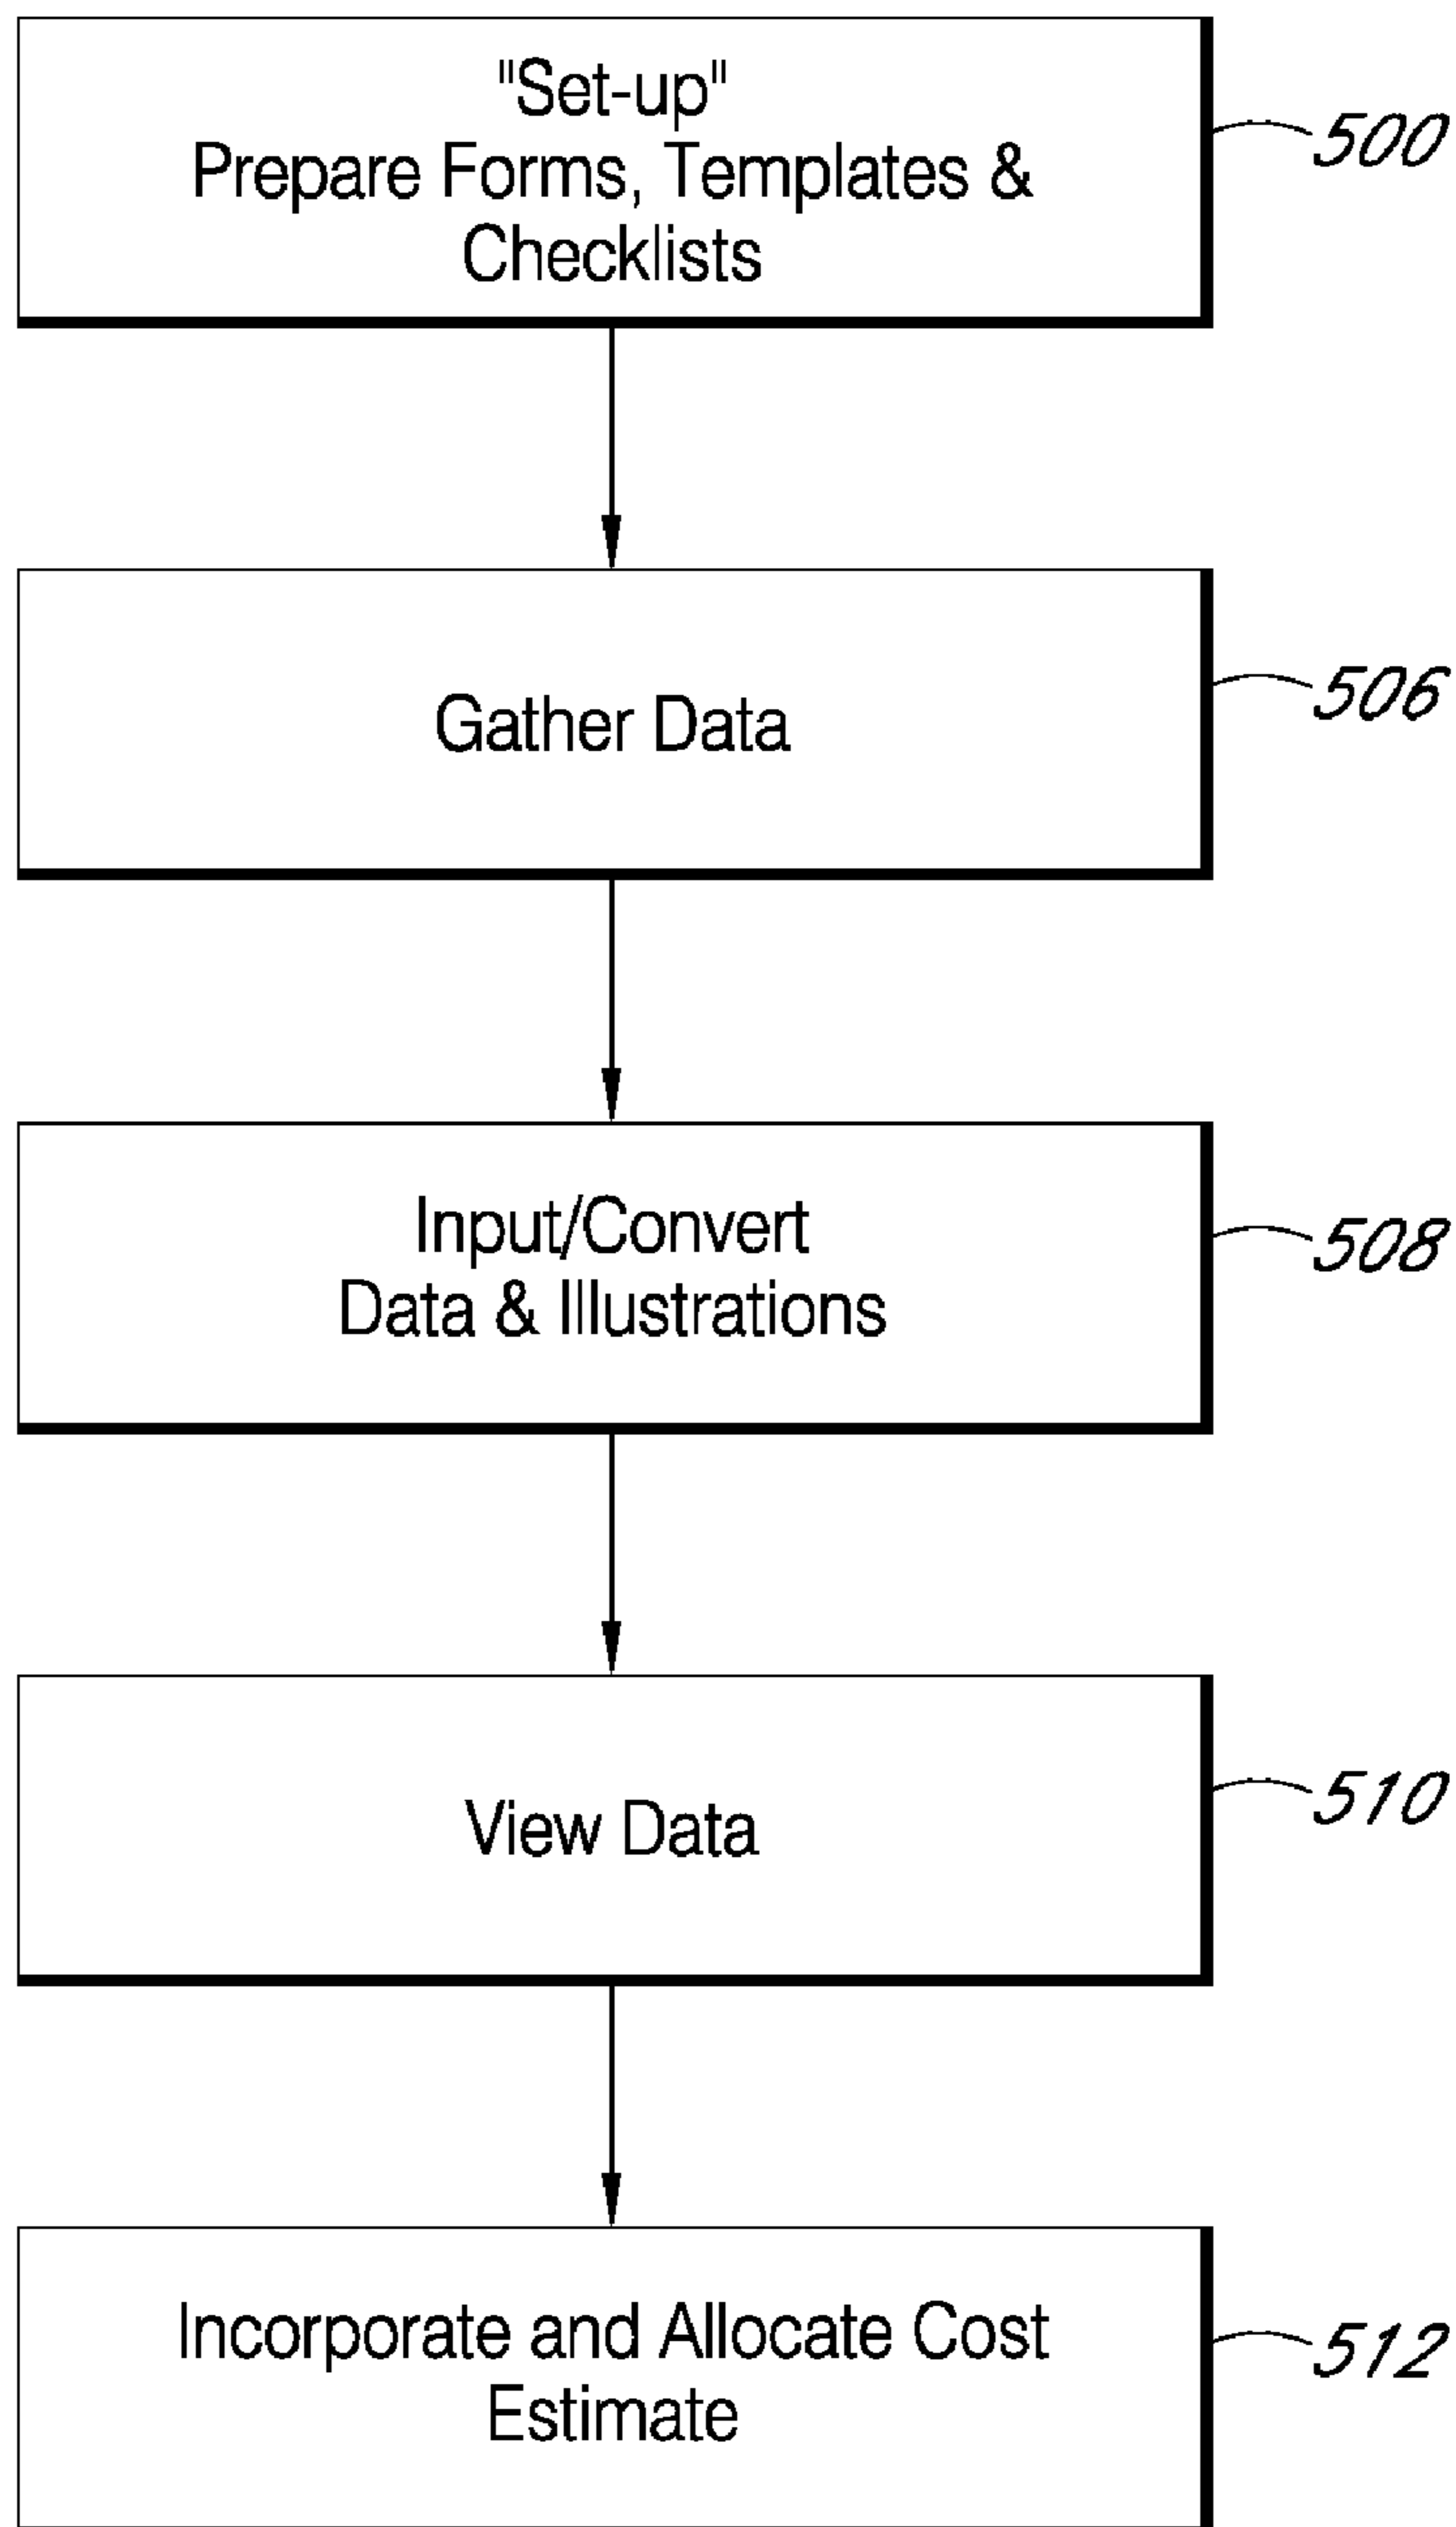 "Set-up"
Prepare Forms, Templates &
Checklists
500
Gather Data
506
Input/Convert
Data & Illustrations
508
View Data
510
Incorporate and Allocate Cost
Estimate
512